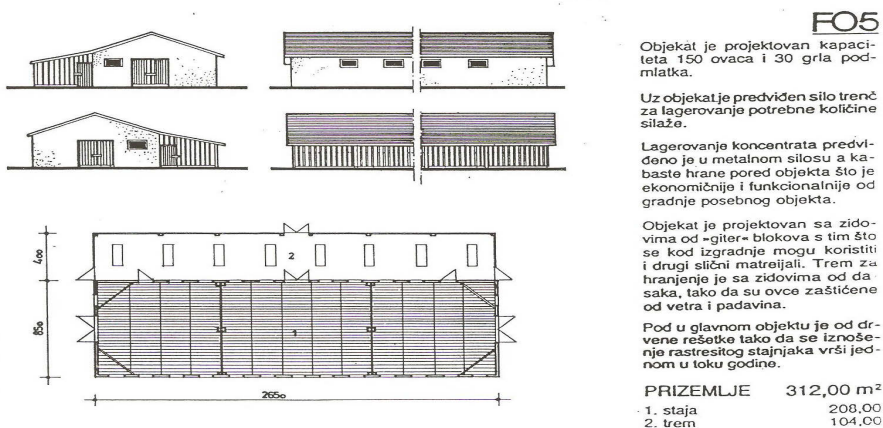 FO5
Objekat je projektovan kapaci-
teta 150 ovaca i 30 grla pod-
mlatka.
Uz objekat je predviđen silo trenč
za lagerovanje potrebne količine
silaže.
Lagerovanje koncentrata predvi-
đeno je u metalnom silosu a ka-
baste hrane pored objekta što je
ekonomičnije i funkcionalnije od
gradnje posebnog objekta.
Objekat je projektovan sa zido-
vima od »giter« blokova s tim što
se kod izgradnje mogu koristiti
i drugi slični matreijali. Trem za
hranjenje je sa zidovima od da-
saka, tako da su ovce zaštićene
od vetra i padavina.
Pod u glavnom objektu je od dr-
vene rešetke tako da se iznoše-
nje rastresitog stajnjaka vrši jed-
nom u toku godine.
PRIZEMLJE 312,00 m²
1. staja 208,00
2. trem 104,00
400
2
850
1
2650